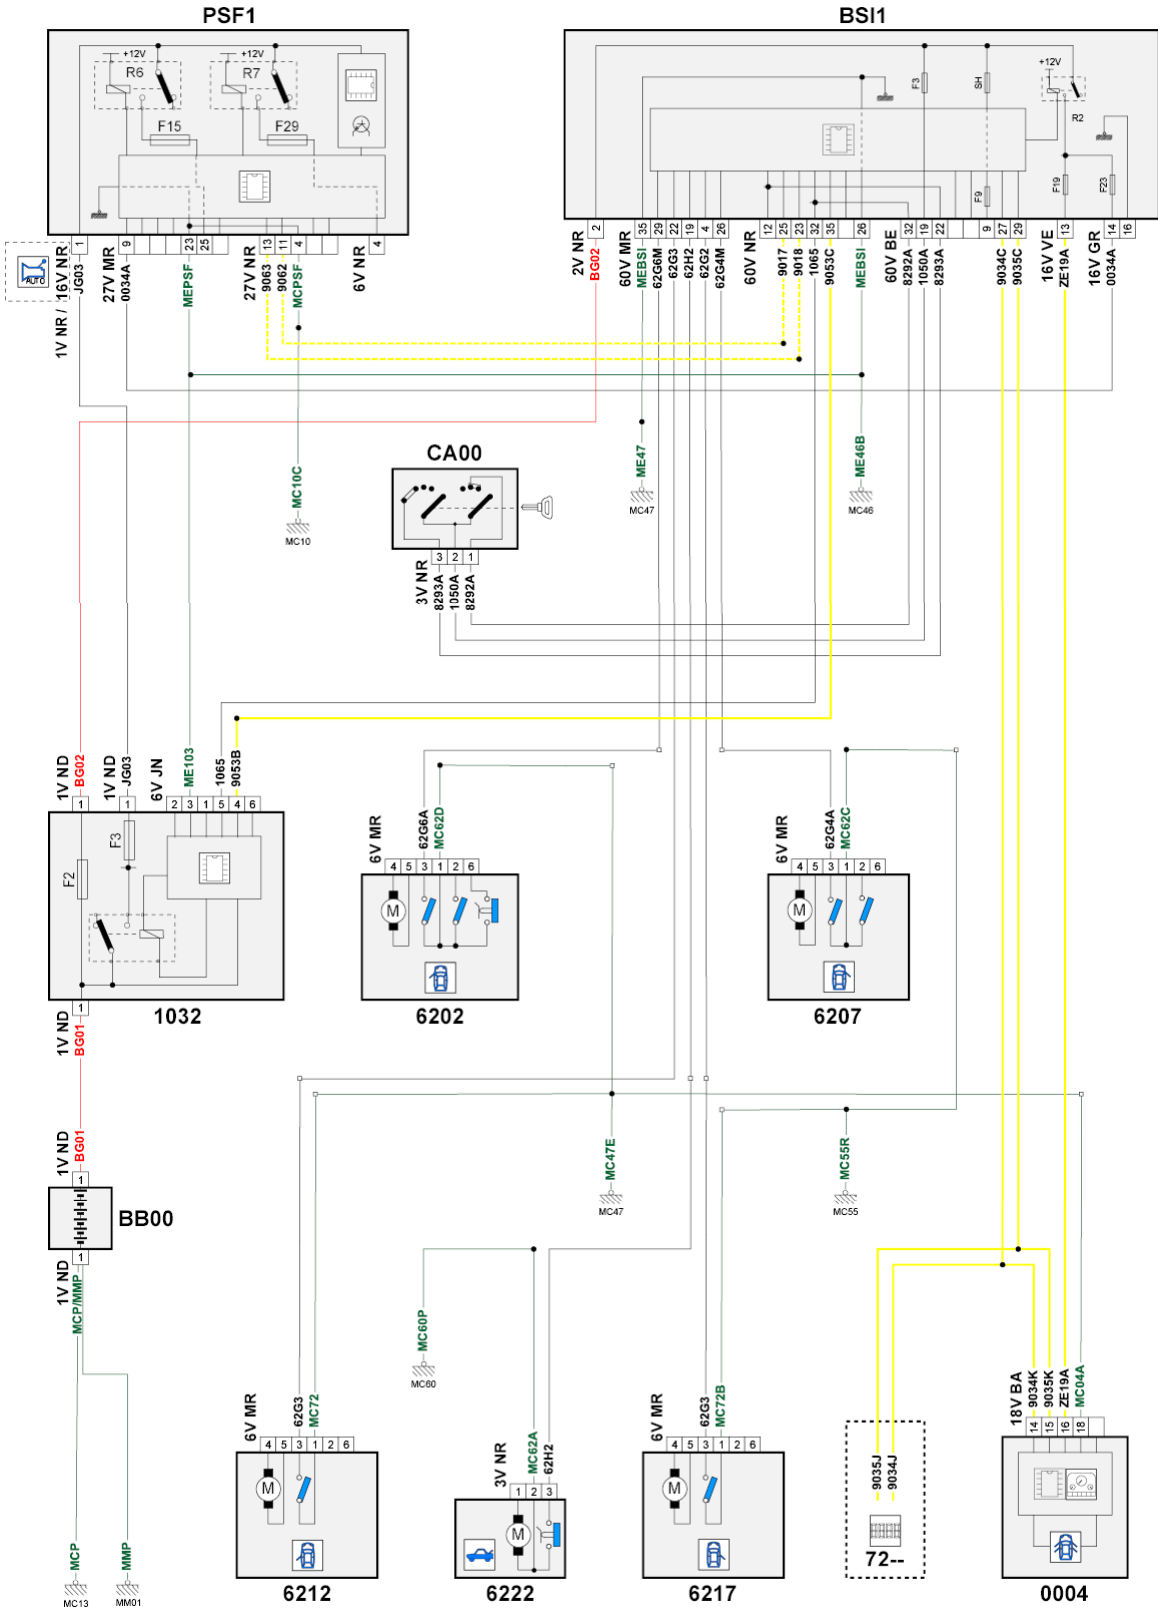 PSF1
BSI1
+12V
+12V
R6
R7
F15
F29
F3
SH
+12V
R2
F9
F19
F23
AUTO
1 9 23 25 13 11 4 4
1V NR / 16V NR
JG03
27V MR
0034A
MEPSF
27V NR
9063
9062
MCPSF
6V NR
2 35 29 22 19 4 26 12 25 23 32 35 26 32 19 22 9 27 29 13 14 16
2V NR
BG02
60V MR
MEBSI
62G6M
62G3
62H2
62G2
62G4M
60V NR
9017
9018
1065
9053C
MEBSI
60V BE
8292A
1050A
8293A
9034C
9035C
16V VE
ZE19A
16V GR
0034A
MC10C
MC10
CA00
3 2 1
3V NR
8293A
1050A
8292A
ME47
MC47
ME46B
MC46
1V ND
BG02
1V ND
JG03
6V JN
ME103
1065
9053B
1 1 2 3 1 5 4 6
F3
F2
1
1032
1V ND
BG01
6V MR
62G6A
MC62D
4 5 3 1 2 6
M
6202
6V MR
62G4A
MC62C
4 5 3 1 2 6
M
6207
1V ND
BG01
1
BB00
1
1V ND
MCP/MMP
MCP
MC13
MMP
MM01
MC47E
MC47
MC55R
MC55
MC60P
MC60
6V MR
62G3
MC72
4 5 3 1 2 6
M
6212
3V NR
MC62A
62H2
1 2 3
M
6222
6V MR
62G3
MC72B
4 5 3 1 2 6
M
6217
9035J
9034J
72--
18V BA
9034K
9035K
ZE19A
MC04A
14 15 16 18
0004